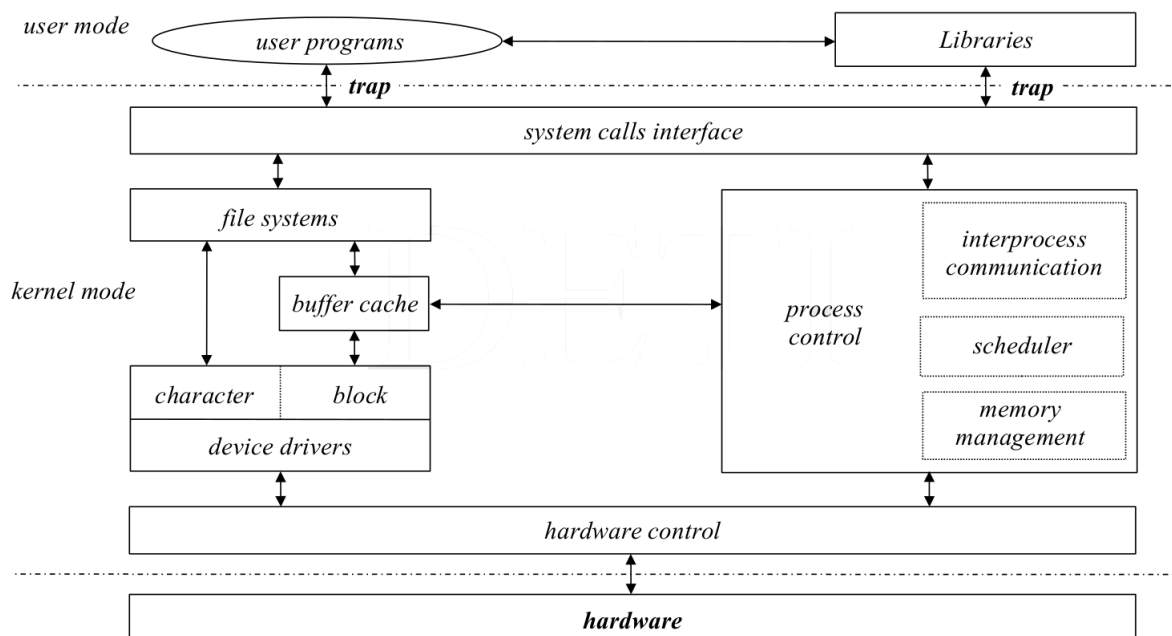 user mode
user programs
Libraries
trap
trap
system calls interface
file systems
interprocess
communication
kernel mode
buffer cache
process
control
scheduler
character
block
memory
management
device drivers
hardware control
hardware
DETI